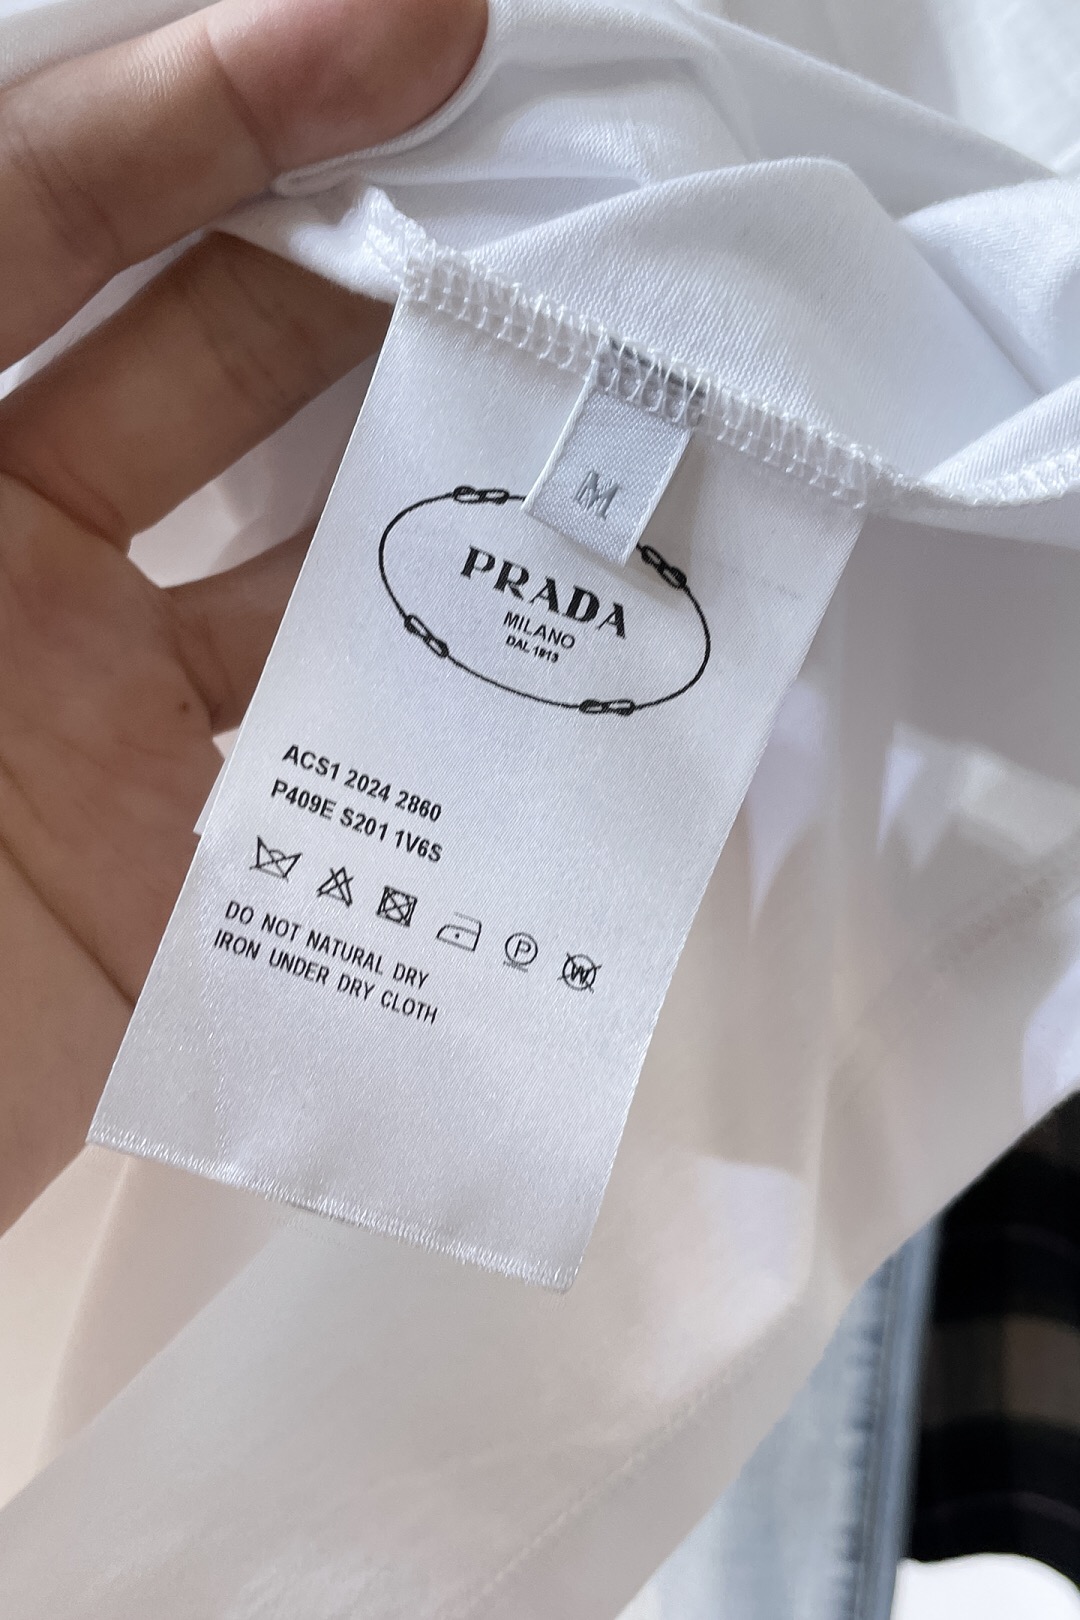 M
PRADA
MILANO
DAL 1913
ACS1 2024 2860
P409E S201 1V6S
P W
DO NOT NATURAL DRY
IRON UNDER DRY CLOTH